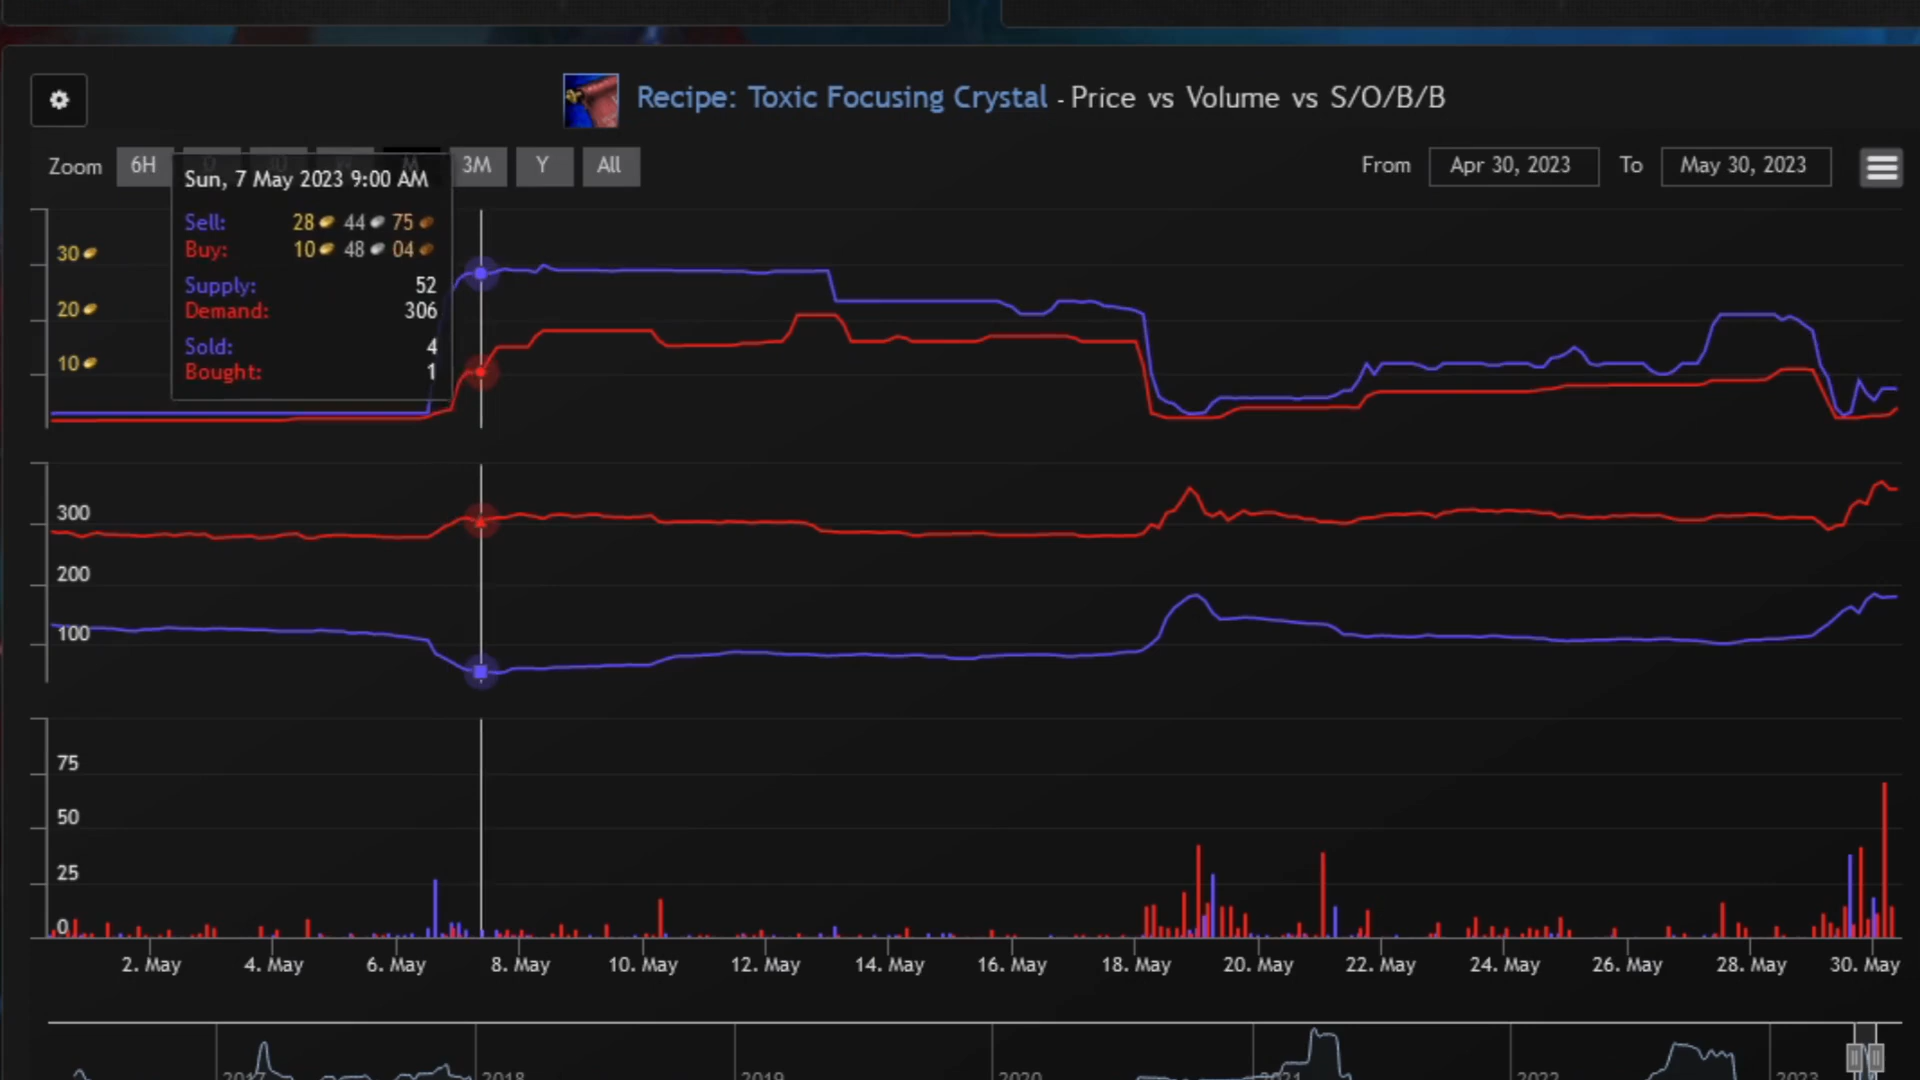 Recipe: Toxic Focusing Crystal - Price vs Volume vs S/O/B/B
Zoom 6H D W M 3M Y All
From Apr 30, 2023 To May 30, 2023
Sun, 7 May 2023 9:00 AM
Sell: 28 44 75
Buy: 10 48 04
Supply: 52
Demand: 306
Sold: 4
Bought: 1
30
20
10
300
200
100
75
50
25
0
2. May 4. May 6. May 8. May 10. May 12. May 14. May 16. May 18. May 20. May 22. May 24. May 26. May 28. May 30. May
2017 2018 2019 2020 2021 2022 2023